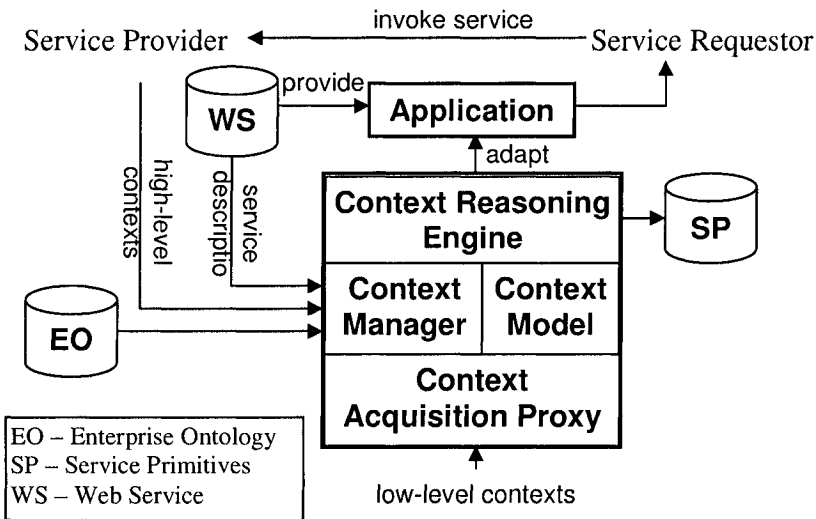 invoke service
Service Provider
Service Requestor
provide
WS
Application
adapt
high-level
contexts
service
descriptio
Context Reasoning
Engine
SP
Context
Manager
Context
Model
EO
Context
Acquisition Proxy
EO – Enterprise Ontology
SP – Service Primitives
WS – Web Service
low-level contexts